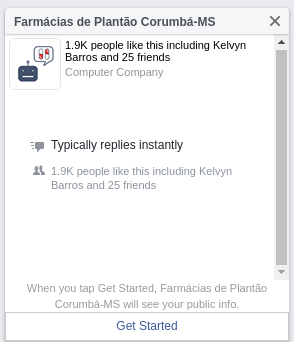 Farmácias de Plantão Corumbá-MS
1.9K people like this including Kelvyn
Barros and 25 friends
Computer Company
Typically replies instantly
1.9K people like this including Kelvyn
Barros and 25 friends
When you tap Get Started, Farmácias de Plantão
Corumbá-MS will see your public info.
Get Started